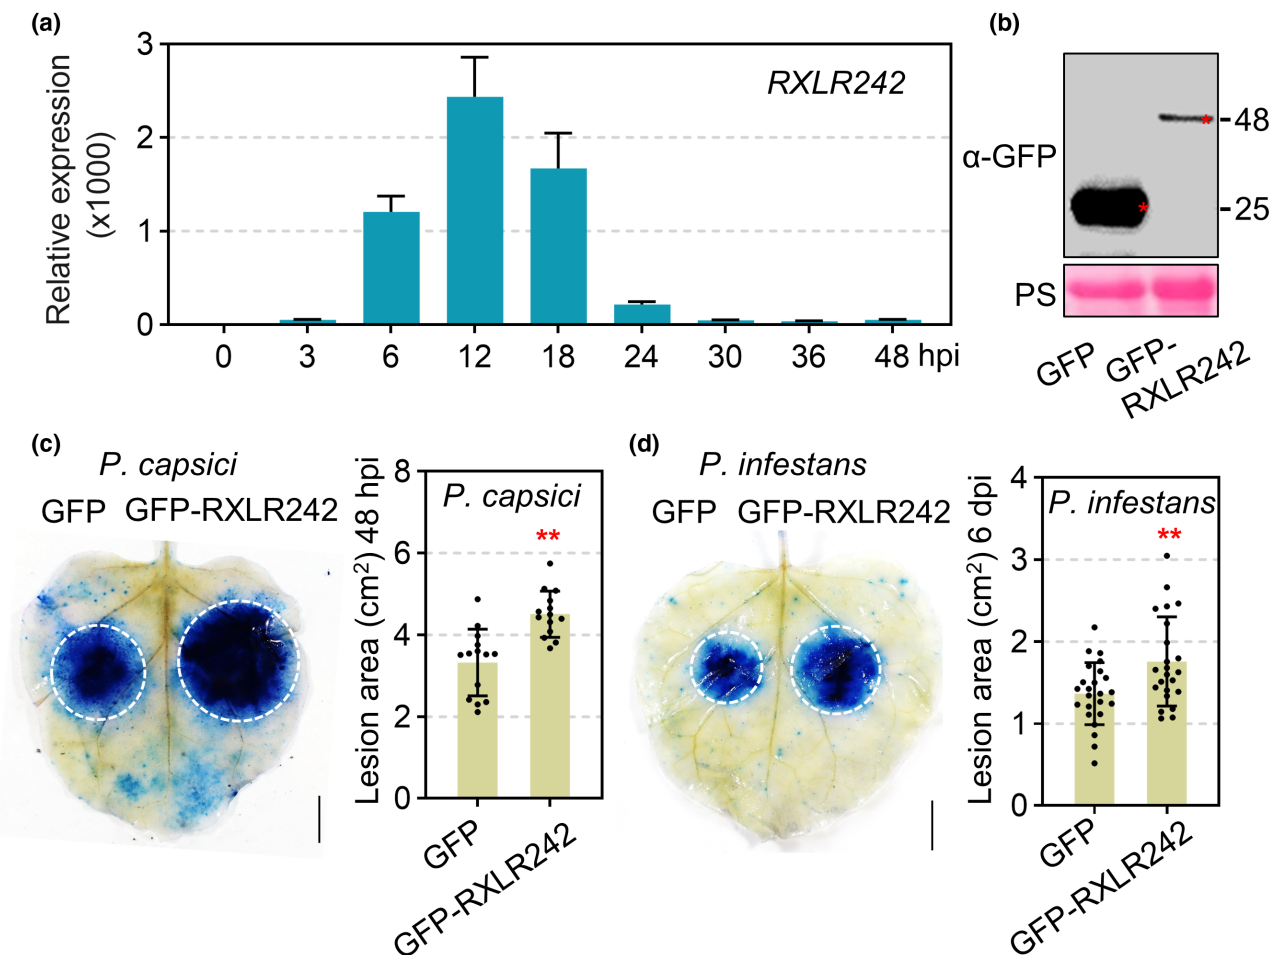 (a)
RXLR242
Relative expression
(x1000)
3
2
1
0
0 3 6 12 18 24 30 36 48 hpi
(b)
α-GFP
-48
*
-25
*
PS
GFP
GFP-
RXLR242
(c)
P. capsici
GFP GFP-RXLR242
Lesion area (cm²) 48 hpi
8
6
4
2
0
P. capsici
**
GFP
GFP-RXLR242
(d)
P. infestans
GFP GFP-RXLR242
Lesion area (cm²) 6 dpi
4
3
2
1
0
P. infestans
**
GFP
GFP-RXLR242